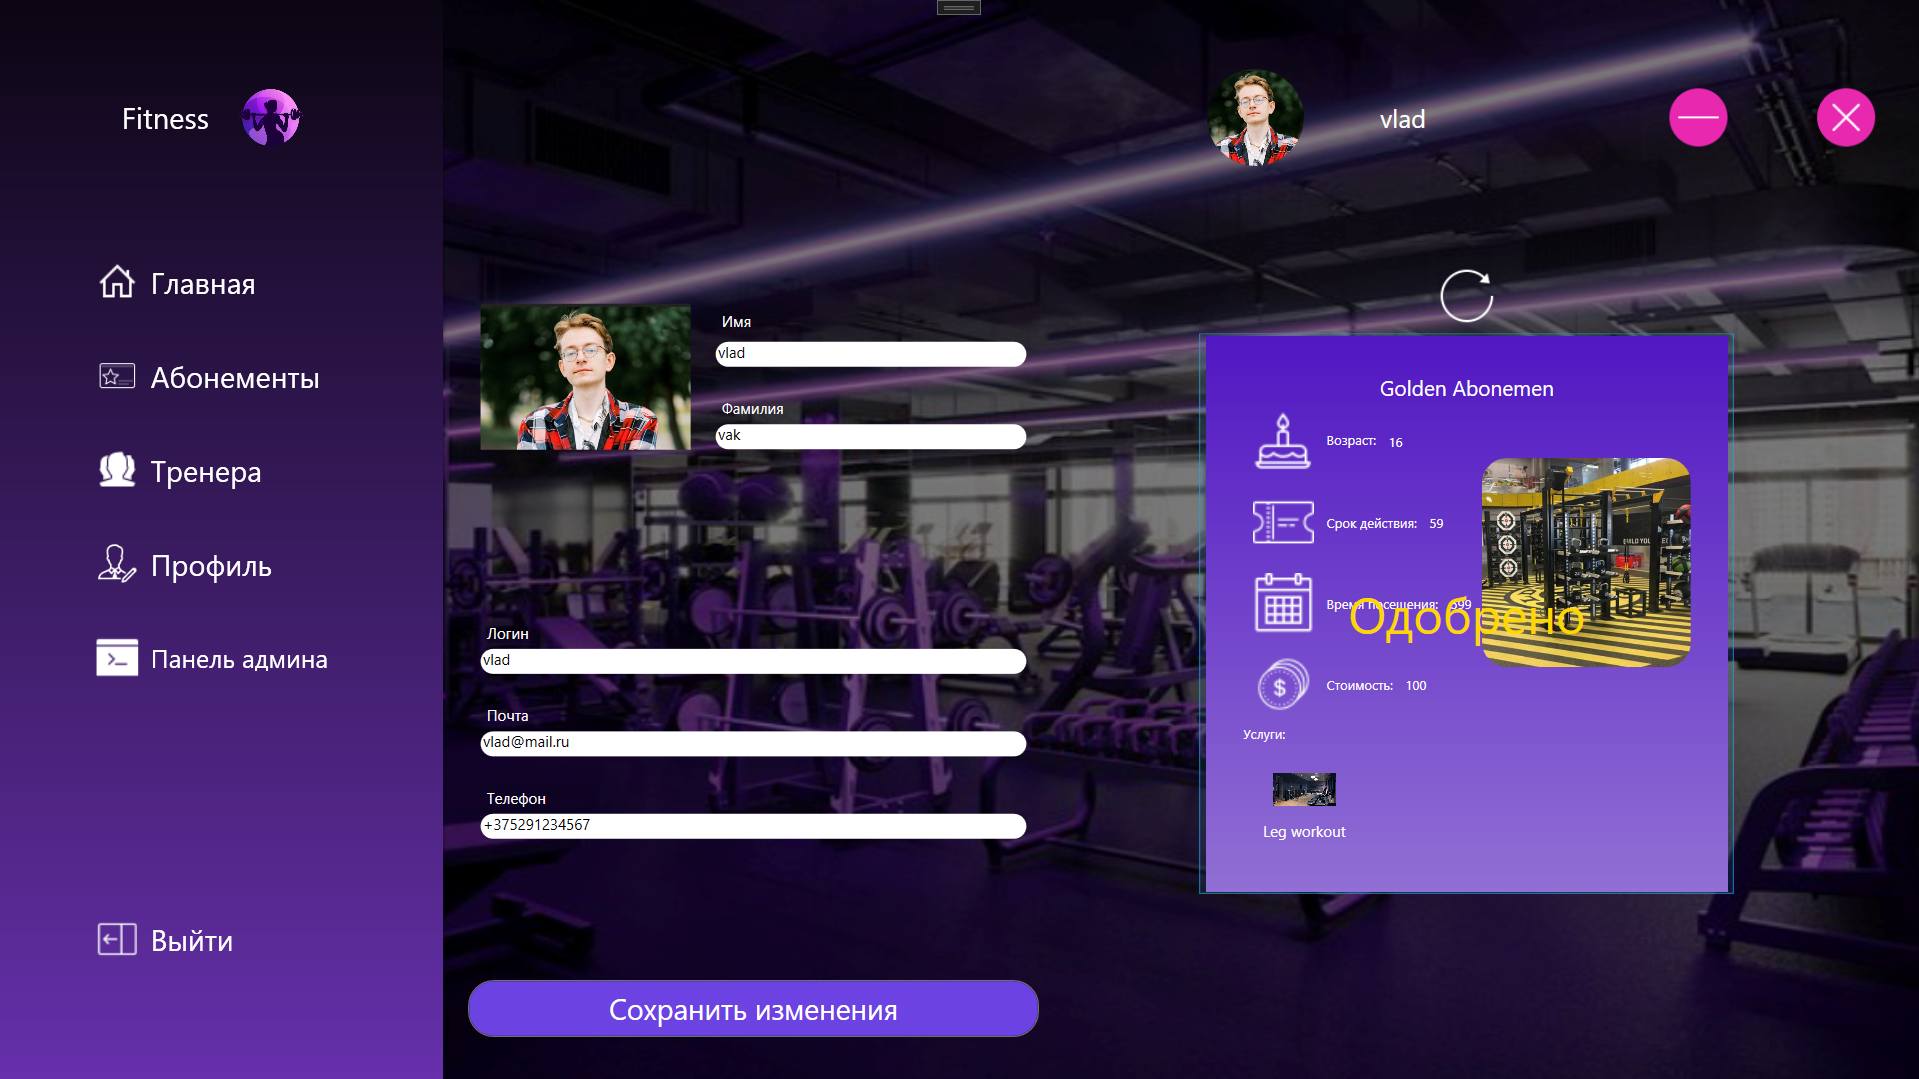 Fitness
vlad
Главная
Абонементы
Тренера
Профиль
Панель админа
Выйти
Имя
vlad
Фамилия
vak
Логин
vlad
Почта
vlad@mail.ru
Телефон
+375291234567
Сохранить изменения
Golden Abonemen
Возраст: 16
Срок действия: 59
Время посещения: 599
Одобрено
Стоимость: 100
Услуги:
Leg workout